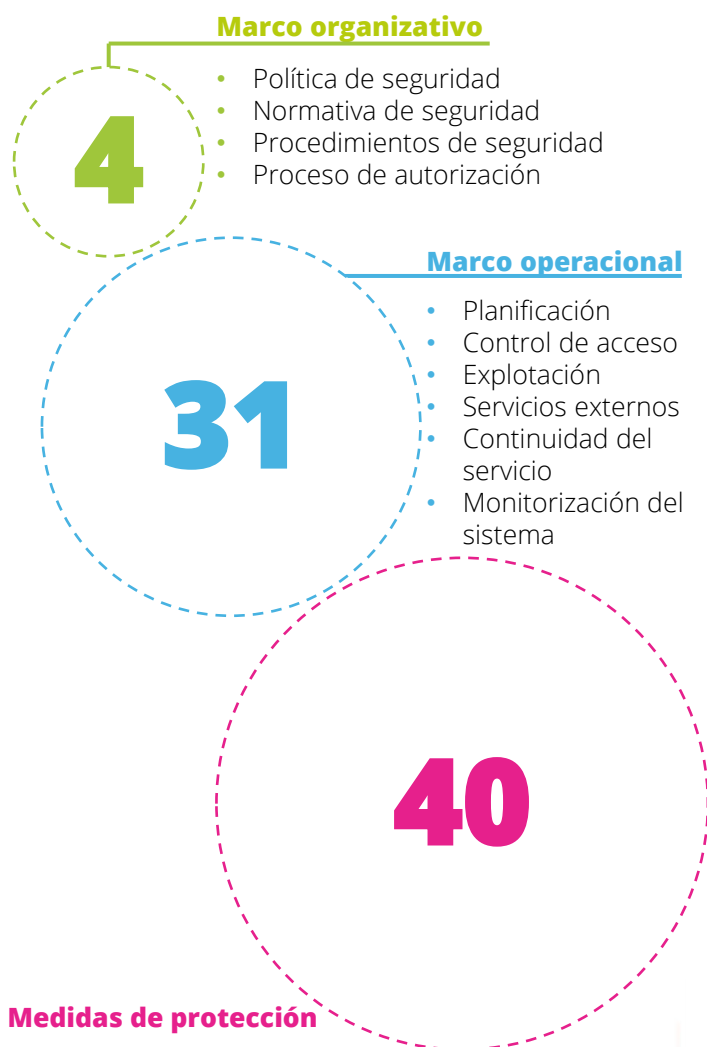 Marco organizativo
4
• Política de seguridad
• Normativa de seguridad
• Procedimientos de seguridad
• Proceso de autorización
Marco operacional
31
• Planificación
• Control de acceso
• Explotación
• Servicios externos
• Continuidad del
servicio
• Monitorización del
sistema
40
Medidas de protección